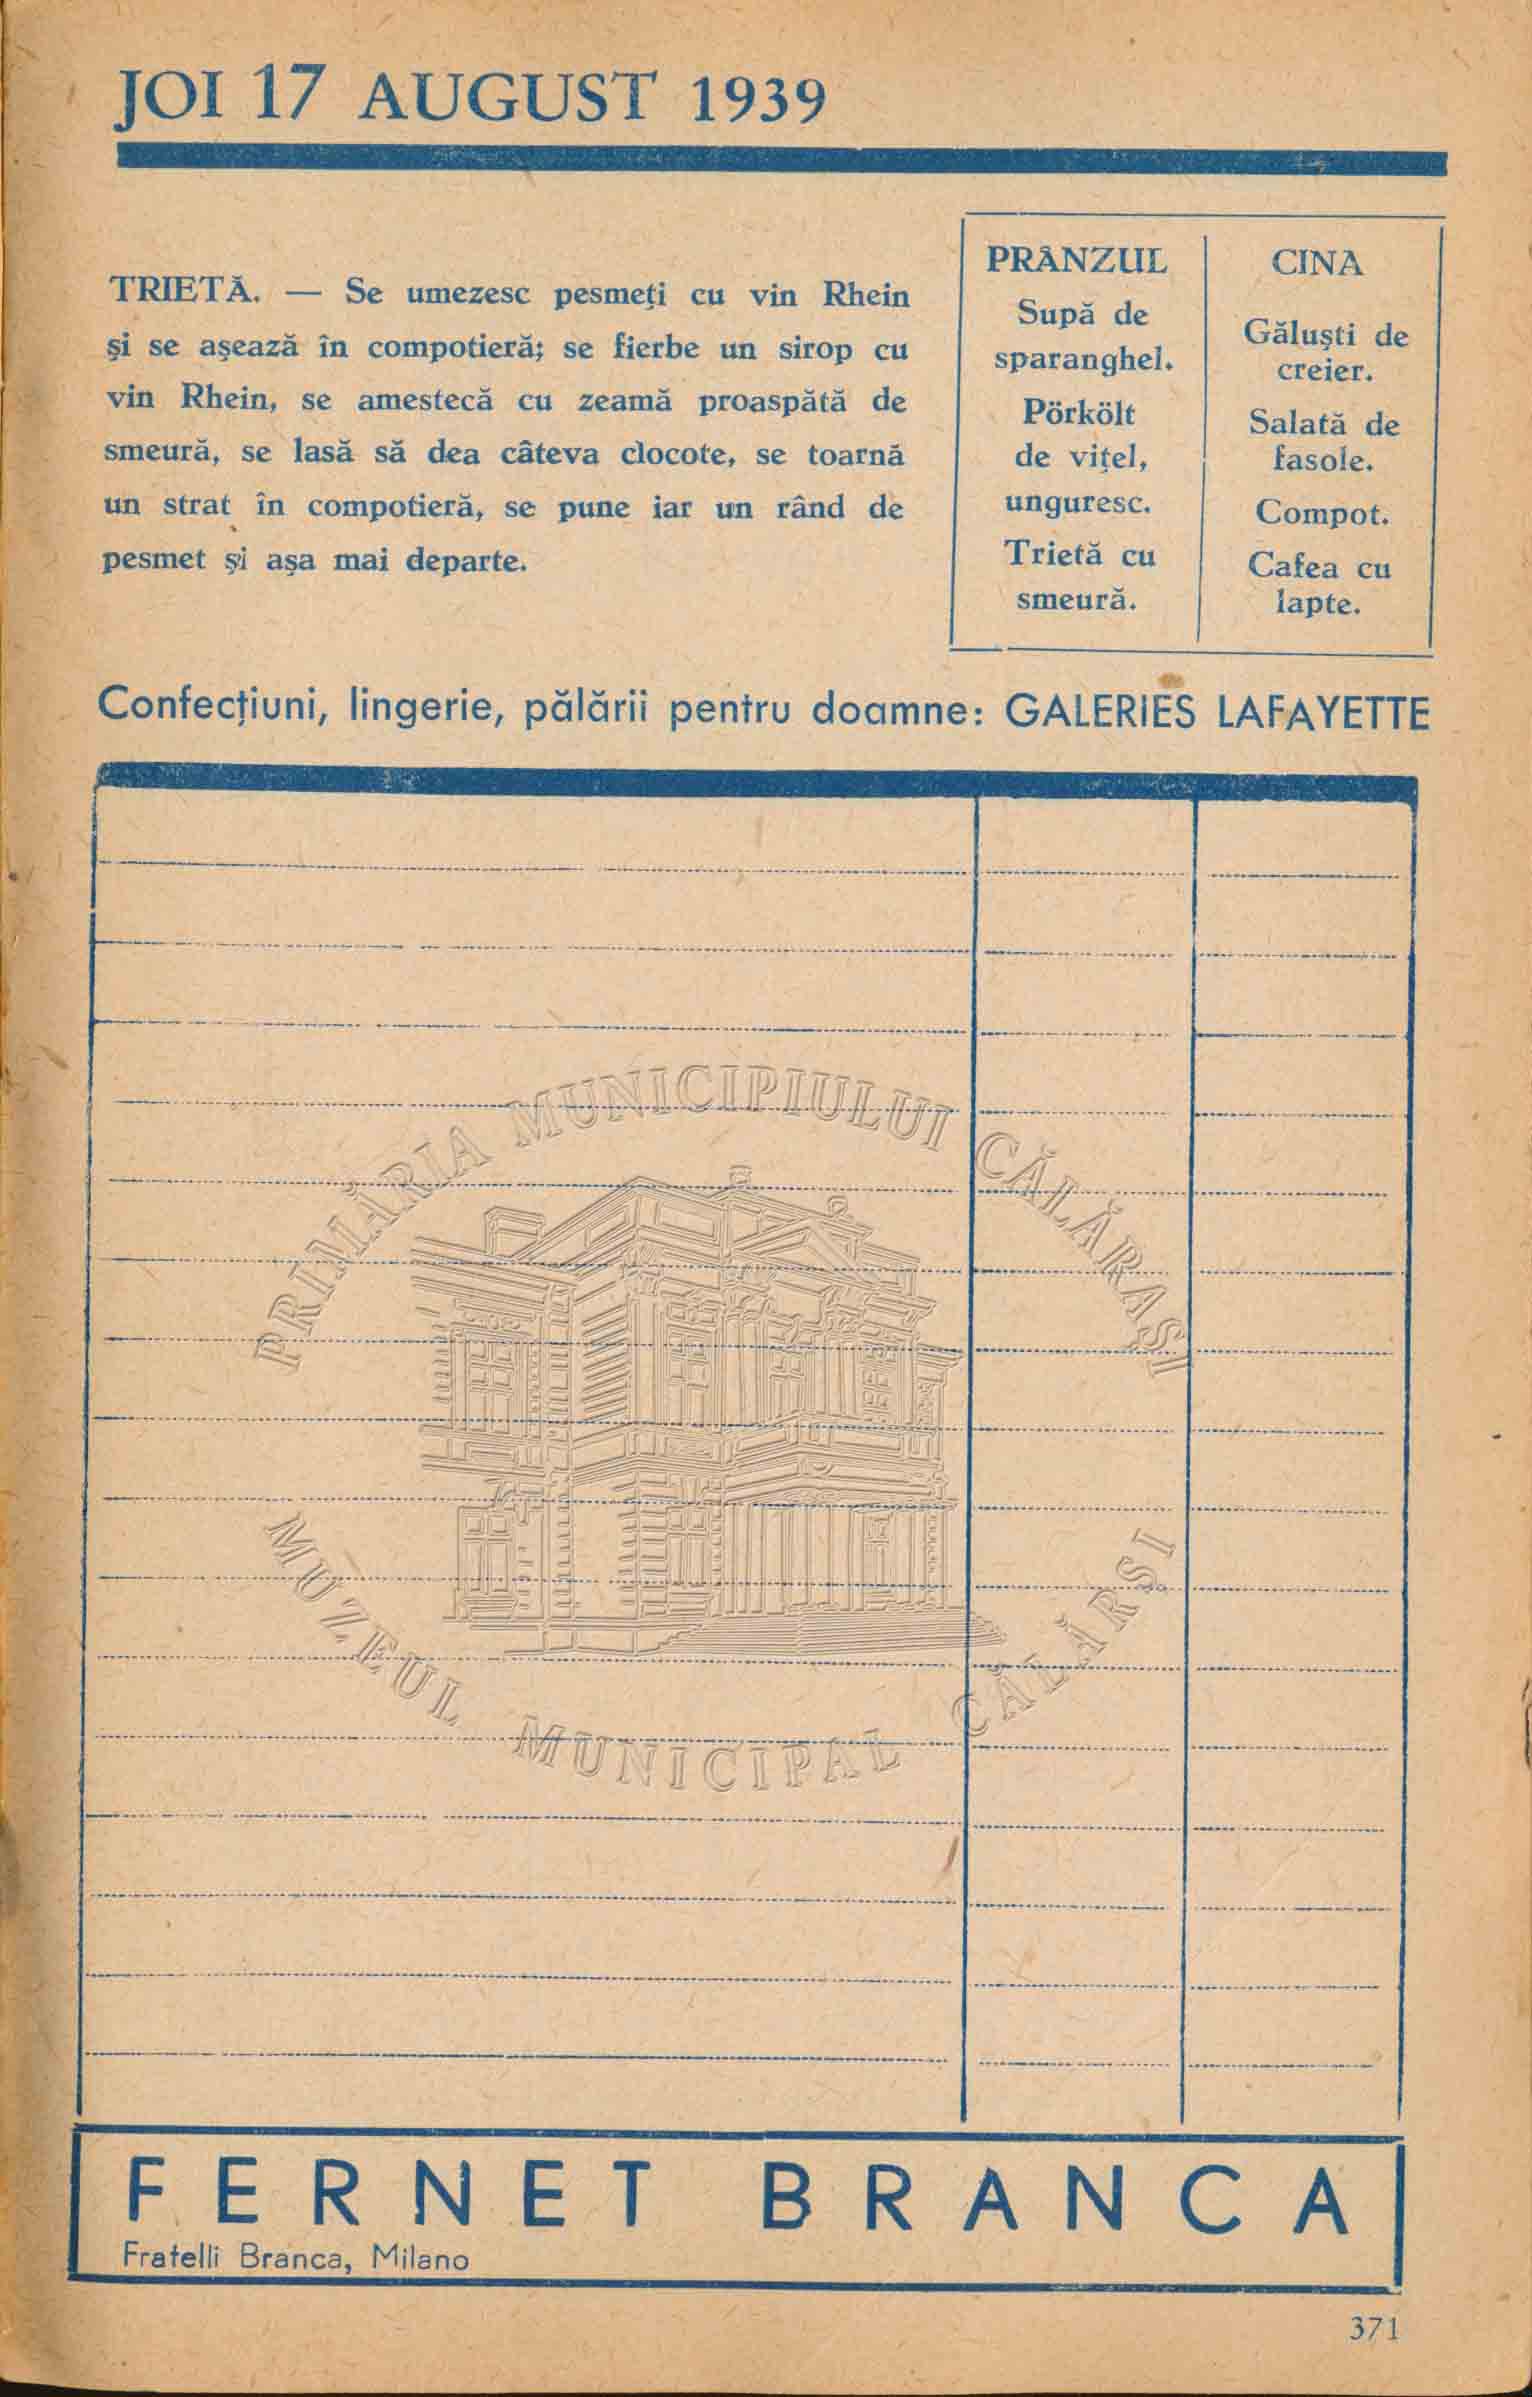 JOI 17 AUGUST 1939
TRIETĂ. — Se umezesc pesmeţi cu vin Rhein
şi se aşează în compotieră; se fierbe un sirop cu
vin Rhein, se amestecă cu zeamă proaspătă de
smeură, se lasă să dea câteva clocote, se toarnă
un strat în compotieră, se pune iar un rând de
pesmet şi aşa mai departe.
PRÂNZUL
Supă de
sparanghel.
Pörkölt
de viţel,
unguresc.
Trietă cu
smeură.
CINA
Găluşti de
creier.
Salată de
fasole.
Compot.
Cafea cu
lapte.
Confecţiuni, lingerie, pălării pentru doamne: GALERIES LAFAYETTE
PRIMĂRIA MUNICIPIULUI CĂLĂRAŞI
MUZEUL MUNICIPAL CĂLĂRŞI
FERNET BRANCA
Fratelli Branca, Milano
371